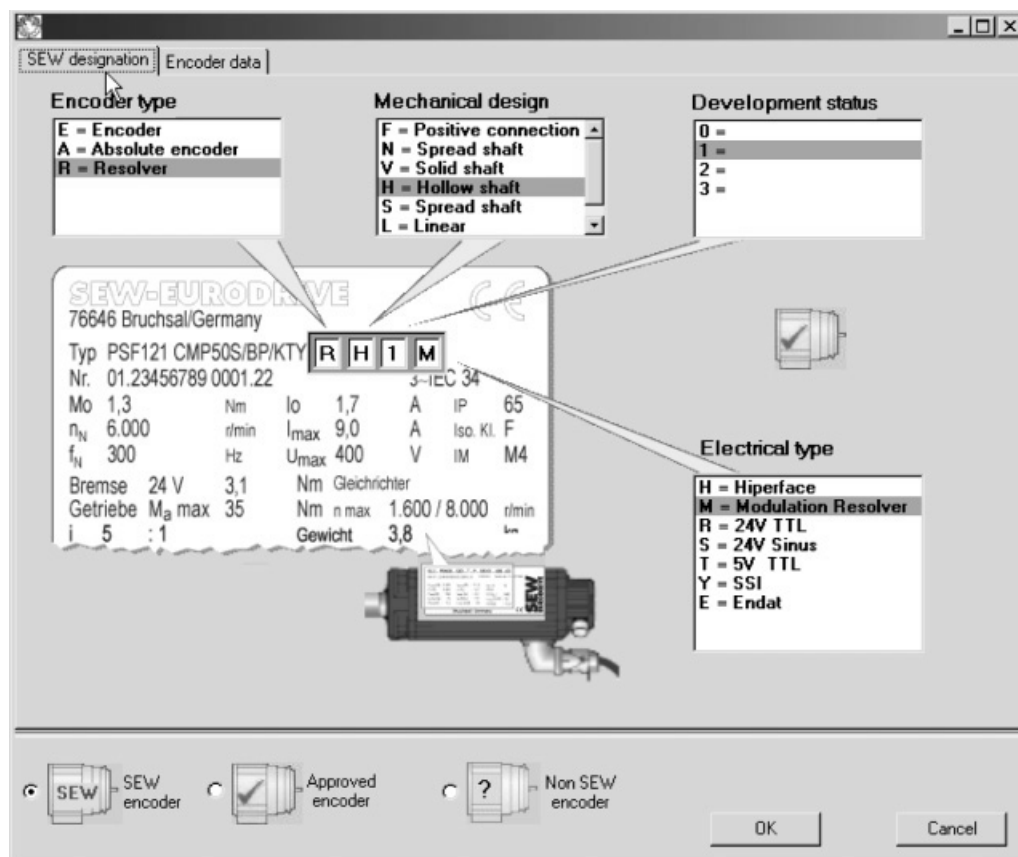 SEW designation
Encoder data
Encoder type
E = Encoder
A = Absolute encoder
R = Resolver
Mechanical design
F = Positive connection
N = Spread shaft
V = Solid shaft
H = Hollow shaft
S = Spread shaft
L = Linear
Development status
0 =
1 =
2 =
3 =
SEW-EURODRIVE CE
76646 Bruchsal/Germany
Typ PSF121 CMP50S/BP/KTY R H 1 M
Nr. 01.23456789 0001.22 3~IEC 34
Mo 1,3 Nm Io 1,7 A IP 65
nN 6.000 r/min Imax 9,0 A Iso. Kl. F
fN 300 Hz Umax 400 V IM M4
Bremse 24 V 3,1 Nm Gleichrichter
Getriebe Ma max 35 Nm n max 1.600 / 8.000 r/min
i 5 :1 Gewicht 3,8
Electrical type
H = Hiperface
M = Modulation Resolver
R = 24V TTL
S = 24V Sinus
T = 5V TTL
Y = SSI
E = Endat
SEW
SEW
SEW encoder
Approved encoder
?
Non SEW encoder
OK
Cancel